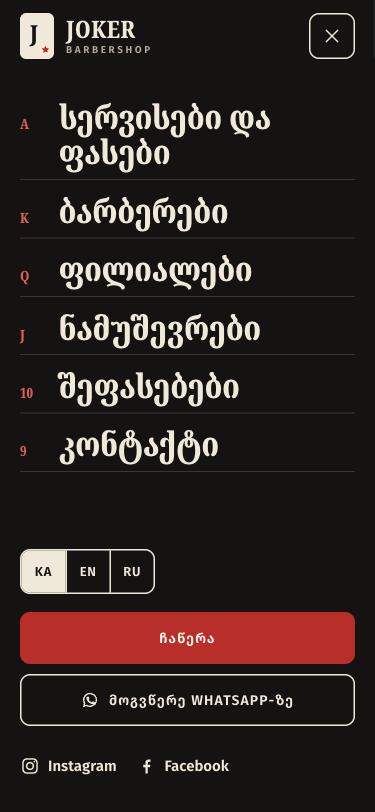 J JOKER
BARBERSHOP
A სერვისები და
ფასები
K ბარბერები
Q ფილიალები
J ნამუშევრები
10 შეფასებები
9 კონტაქტი
KA EN RU
ჩაწერა
მოგვწერე WHATSAPP-ზე
Instagram Facebook